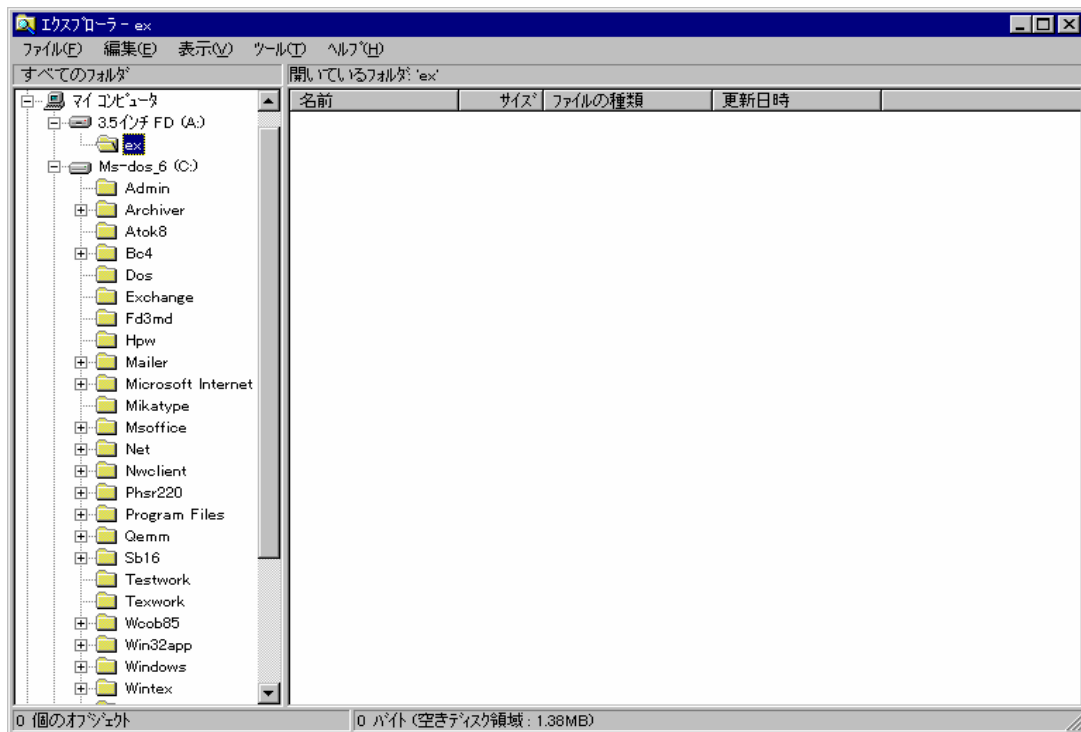 ｴｸｽﾌﾟﾛｰﾗ - ex
ﾌｧｲﾙ(F) 編集(E) 表示(V) ﾂｰﾙ(T) ﾍﾙﾌﾟ(H)
すべてのﾌｫﾙﾀﾞ
開いているﾌｫﾙﾀﾞ: 'ex'
ﾏｲ ｺﾝﾋﾟｭｰﾀ
3.5ｲﾝﾁ FD (A:)
ex
Ms-dos_6 (C:)
Admin
Archiver
Atok8
Bc4
Dos
Exchange
Fd3md
Hpw
Mailer
Microsoft Internet
Mikatype
Msoffice
Net
Nwclient
Phsr220
Program Files
Qemm
Sb16
Testwork
Texwork
Wcob85
Win32app
Windows
Wintex
名前 ｻｲｽﾞ ﾌｧｲﾙの種類 更新日時
0 個のｵﾌﾞｼﾞｪｸﾄ
0 ﾊﾞｲﾄ (空きﾃﾞｨｽｸ領域 : 1.38MB)